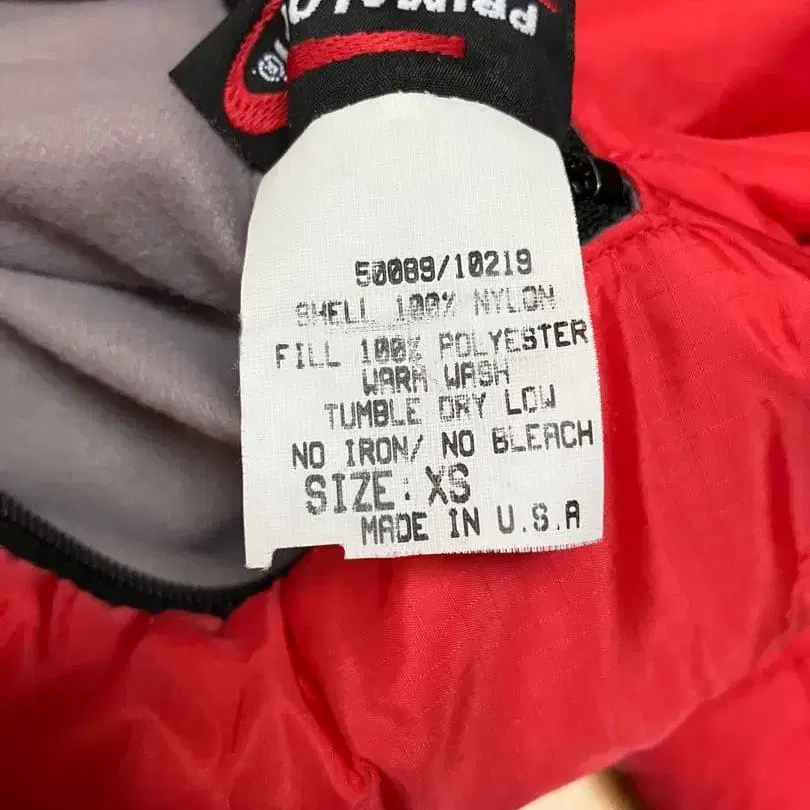 PRIMALOFT
50089/10219
SHELL 100% NYLON
FILL 100% POLYESTER
WARM WASH
TUMBLE DRY LOW
NO IRON/ NO BLEACH
SIZE: XS
MADE IN U.S.A